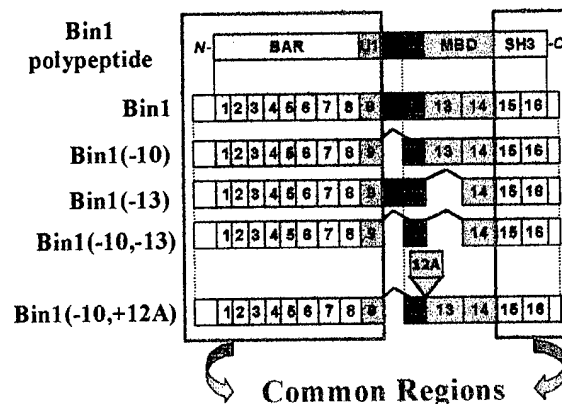 Bin1 polypeptide
N- BAR U1 MBD SH3 -C
Bin1 1 2 3 4 5 6 7 8 9 13 14 15 16
Bin1(-10) 1 2 3 4 5 6 7 8 9 13 14 15 16
Bin1(-13) 1 2 3 4 5 6 7 8 9 14 15 16
Bin1(-10,-13) 1 2 3 4 5 6 7 8 9 14 15 16
12A
Bin1(-10,+12A) 1 2 3 4 5 6 7 8 9 13 14 15 16
Common Regions